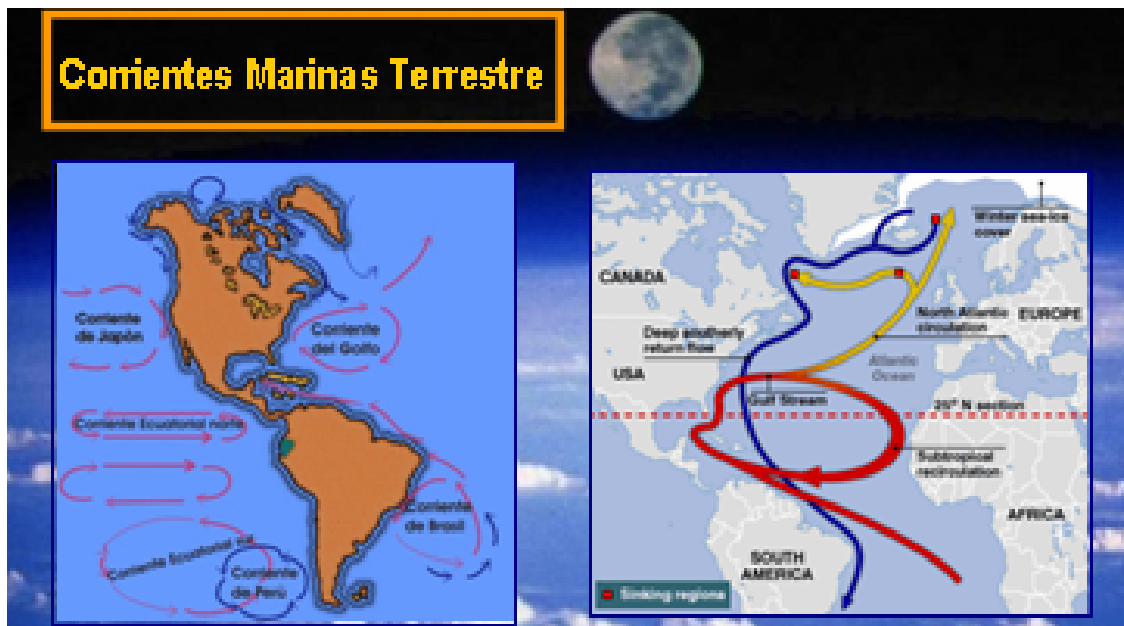 Corrientes Marinas Terrestre
Corriente
de Japón
Corriente
del Golfo
Corriente Ecuatorial norte
Corriente
de Brasil
Corriente Ecuatorial
Corriente
de Perú
Winter sea-ice
cover
CANADA
North Atlantic
circulation
EUROPE
Deep southerly
return flow
Atlantic
Ocean
USA
Gulf Stream
25° N section
Subtropical
recirculation
AFRICA
SOUTH
AMERICA
Sinking regions